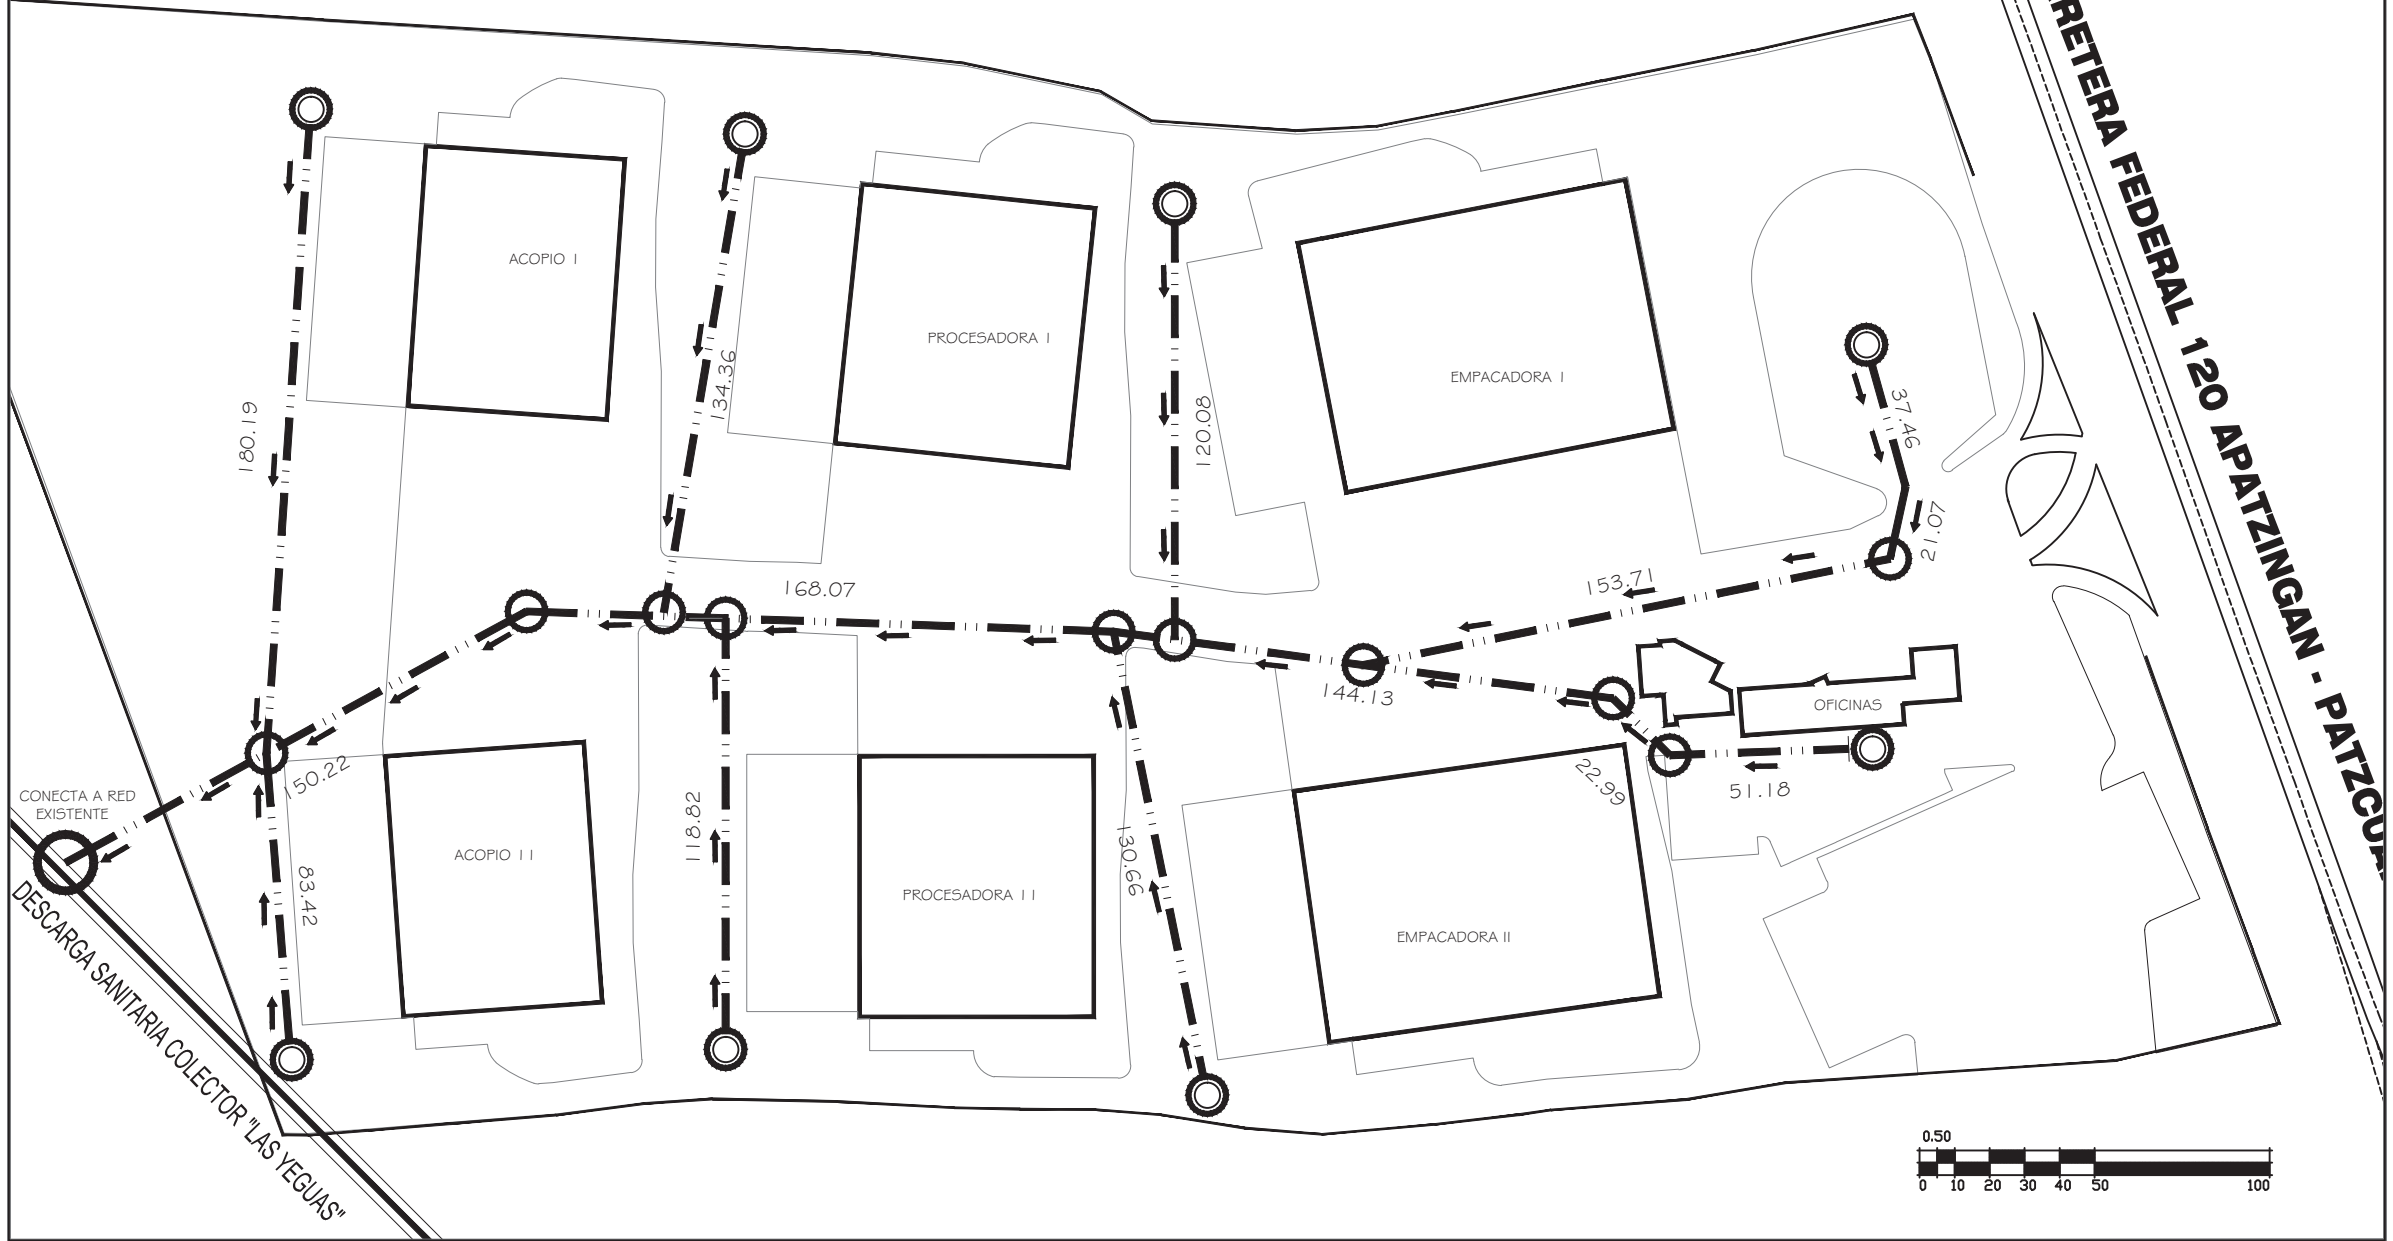 RRETERA FEDERAL 120 APATZINGAN - PATZCUA
ACOPIO I
PROCESADORA I
EMPACADORA I
180.19
134.36
120.08
37.46
21.07
168.07
153.71
144.13
OFICINAS
150.22
22.99
51.18
CONECTA A RED
EXISTENTE
118.82
130.66
83.42
ACOPIO II
PROCESADORA II
EMPACADORA II
DESCARGA SANITARIA COLECTOR "LAS YEGUAS"
0.50
0 10 20 30 40 50 100